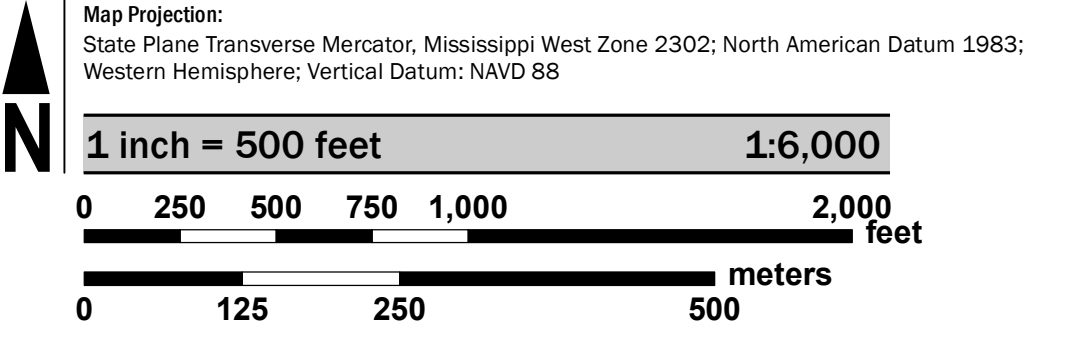 Map Projection:
State Plane Transverse Mercator, Mississippi West Zone 2302; North American Datum 1983;
Western Hemisphere; Vertical Datum: NAVD 88
N
1 inch = 500 feet 1:6,000
0 250 500 750 1,000 2,000
feet
meters
0 125 250 500